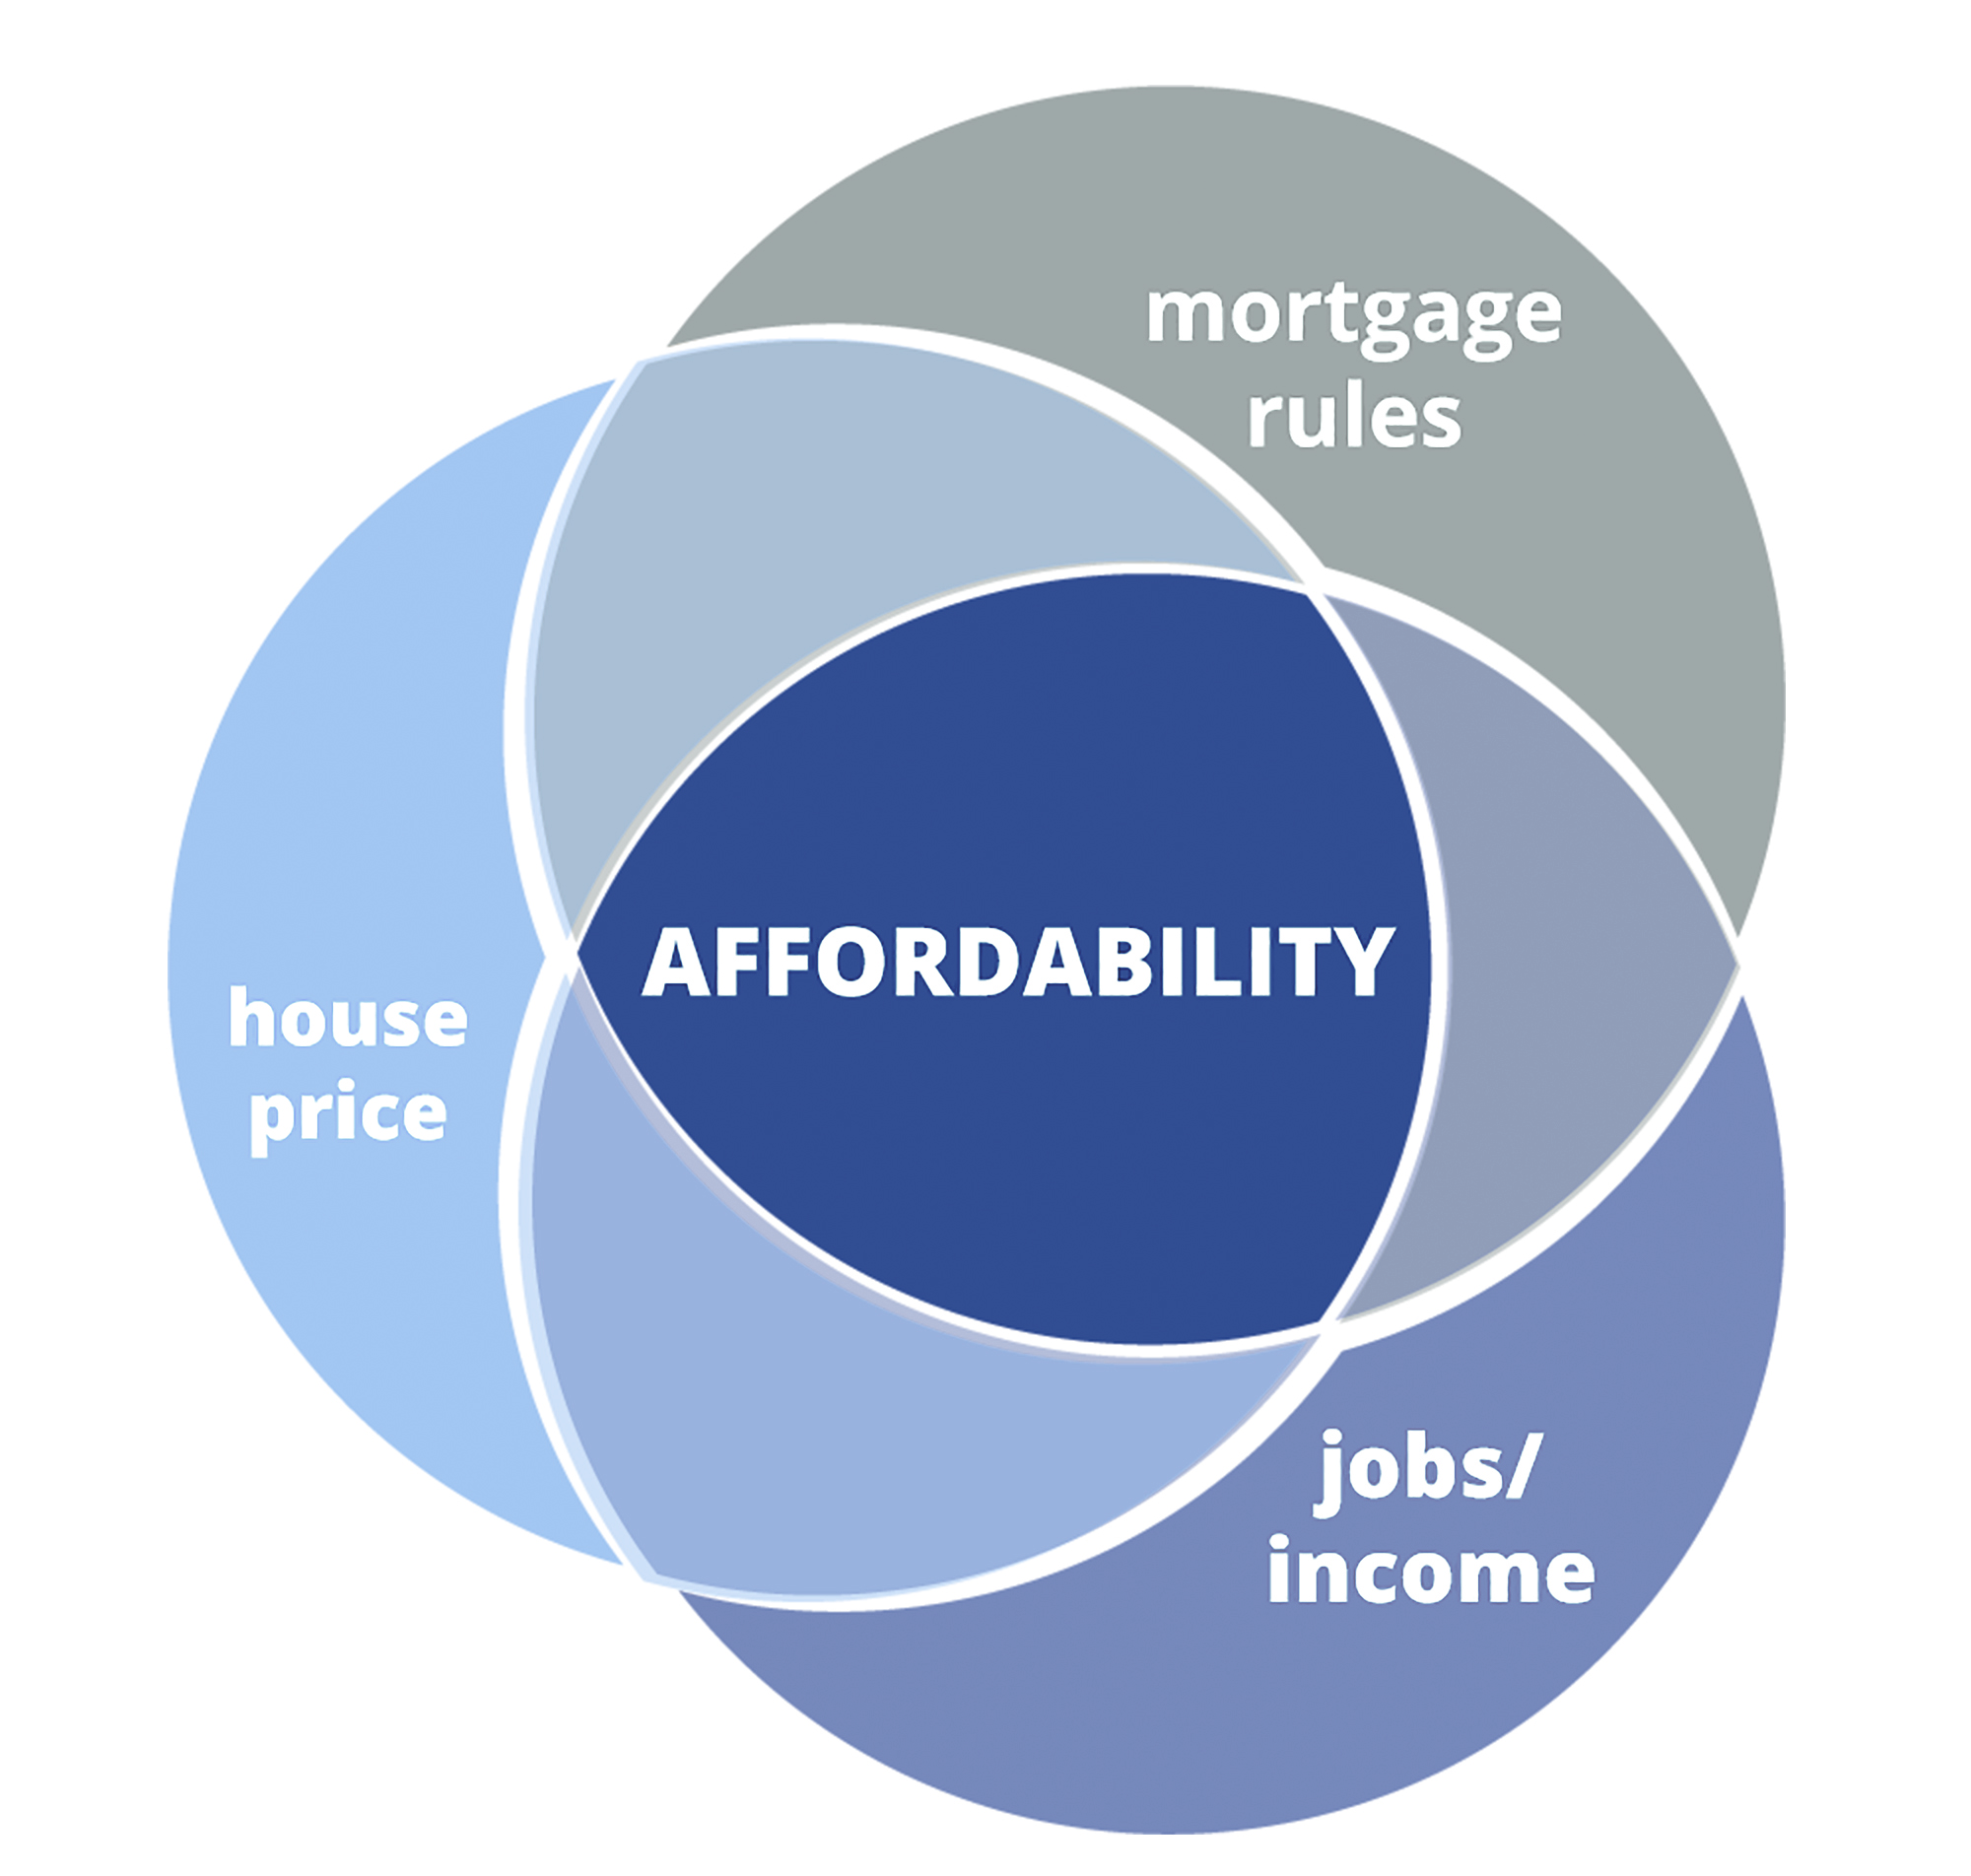 mortgage
rules
AFFORDABILITY
house
price
jobs/
income